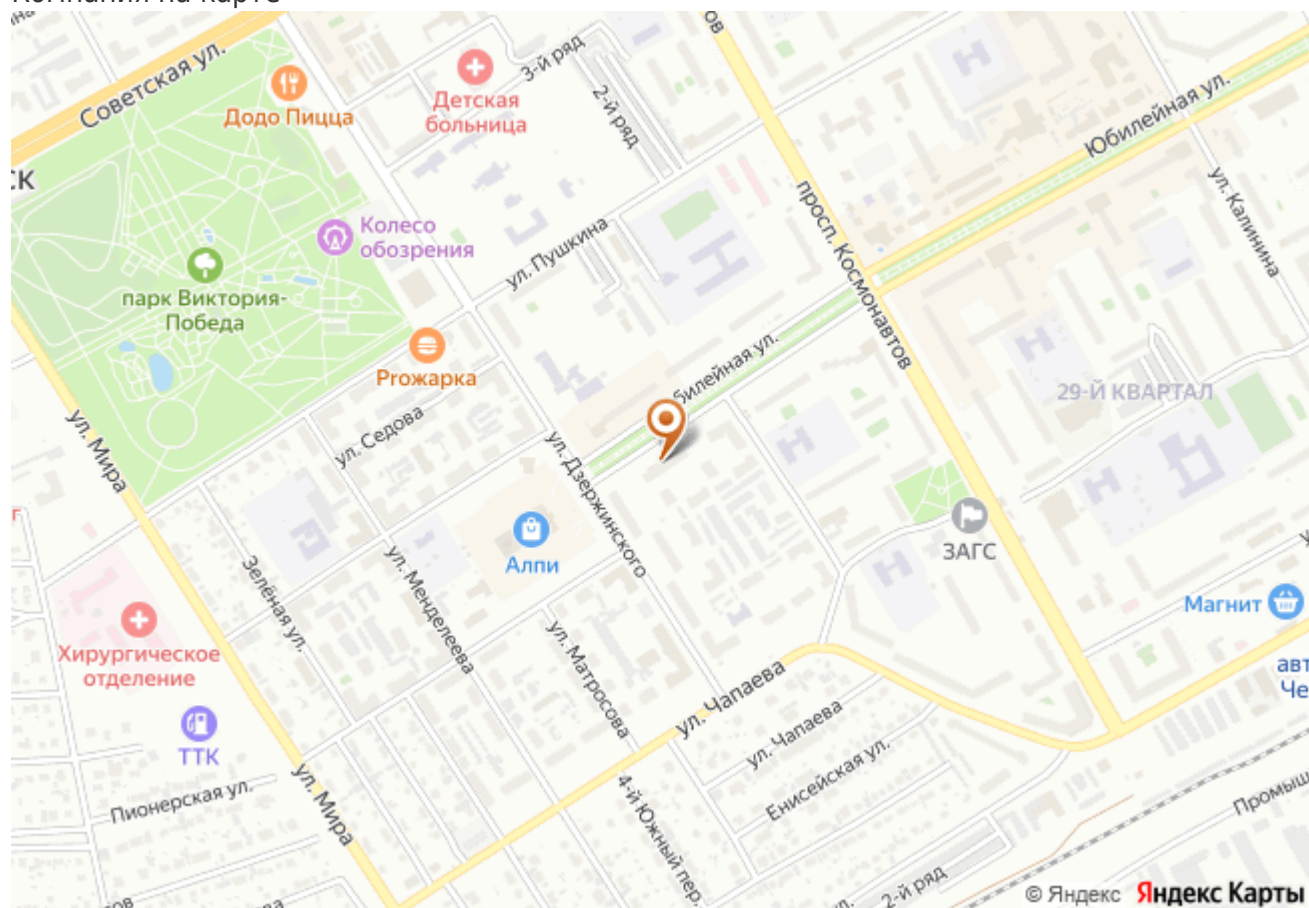 Компания на карте
Советская ул.
Додо Пицца
Детская
больница
3-й ряд
2-й ряд
Юбилейная ул.
ул. Калинина
просп. Космонавтов
Колесо
обозрения
ул. Пушкина
парк Виктория-
Победа
Prожарка
ул. Седова
ул. Мира
29-Й КВАРТАЛ
ул. Дзержинского
Алпи
ЗАГС
Магнит
Зелёная ул.
ул. Менделеева
ул. Матросова
Хирургическое
отделение
ТТК
ул. Чапаева
ул. Чапаева
Енисейская ул.
Пионерская ул.
ул. Мира
4-й Южный пер.
2-й ряд
© Яндекс Яндекс Карты